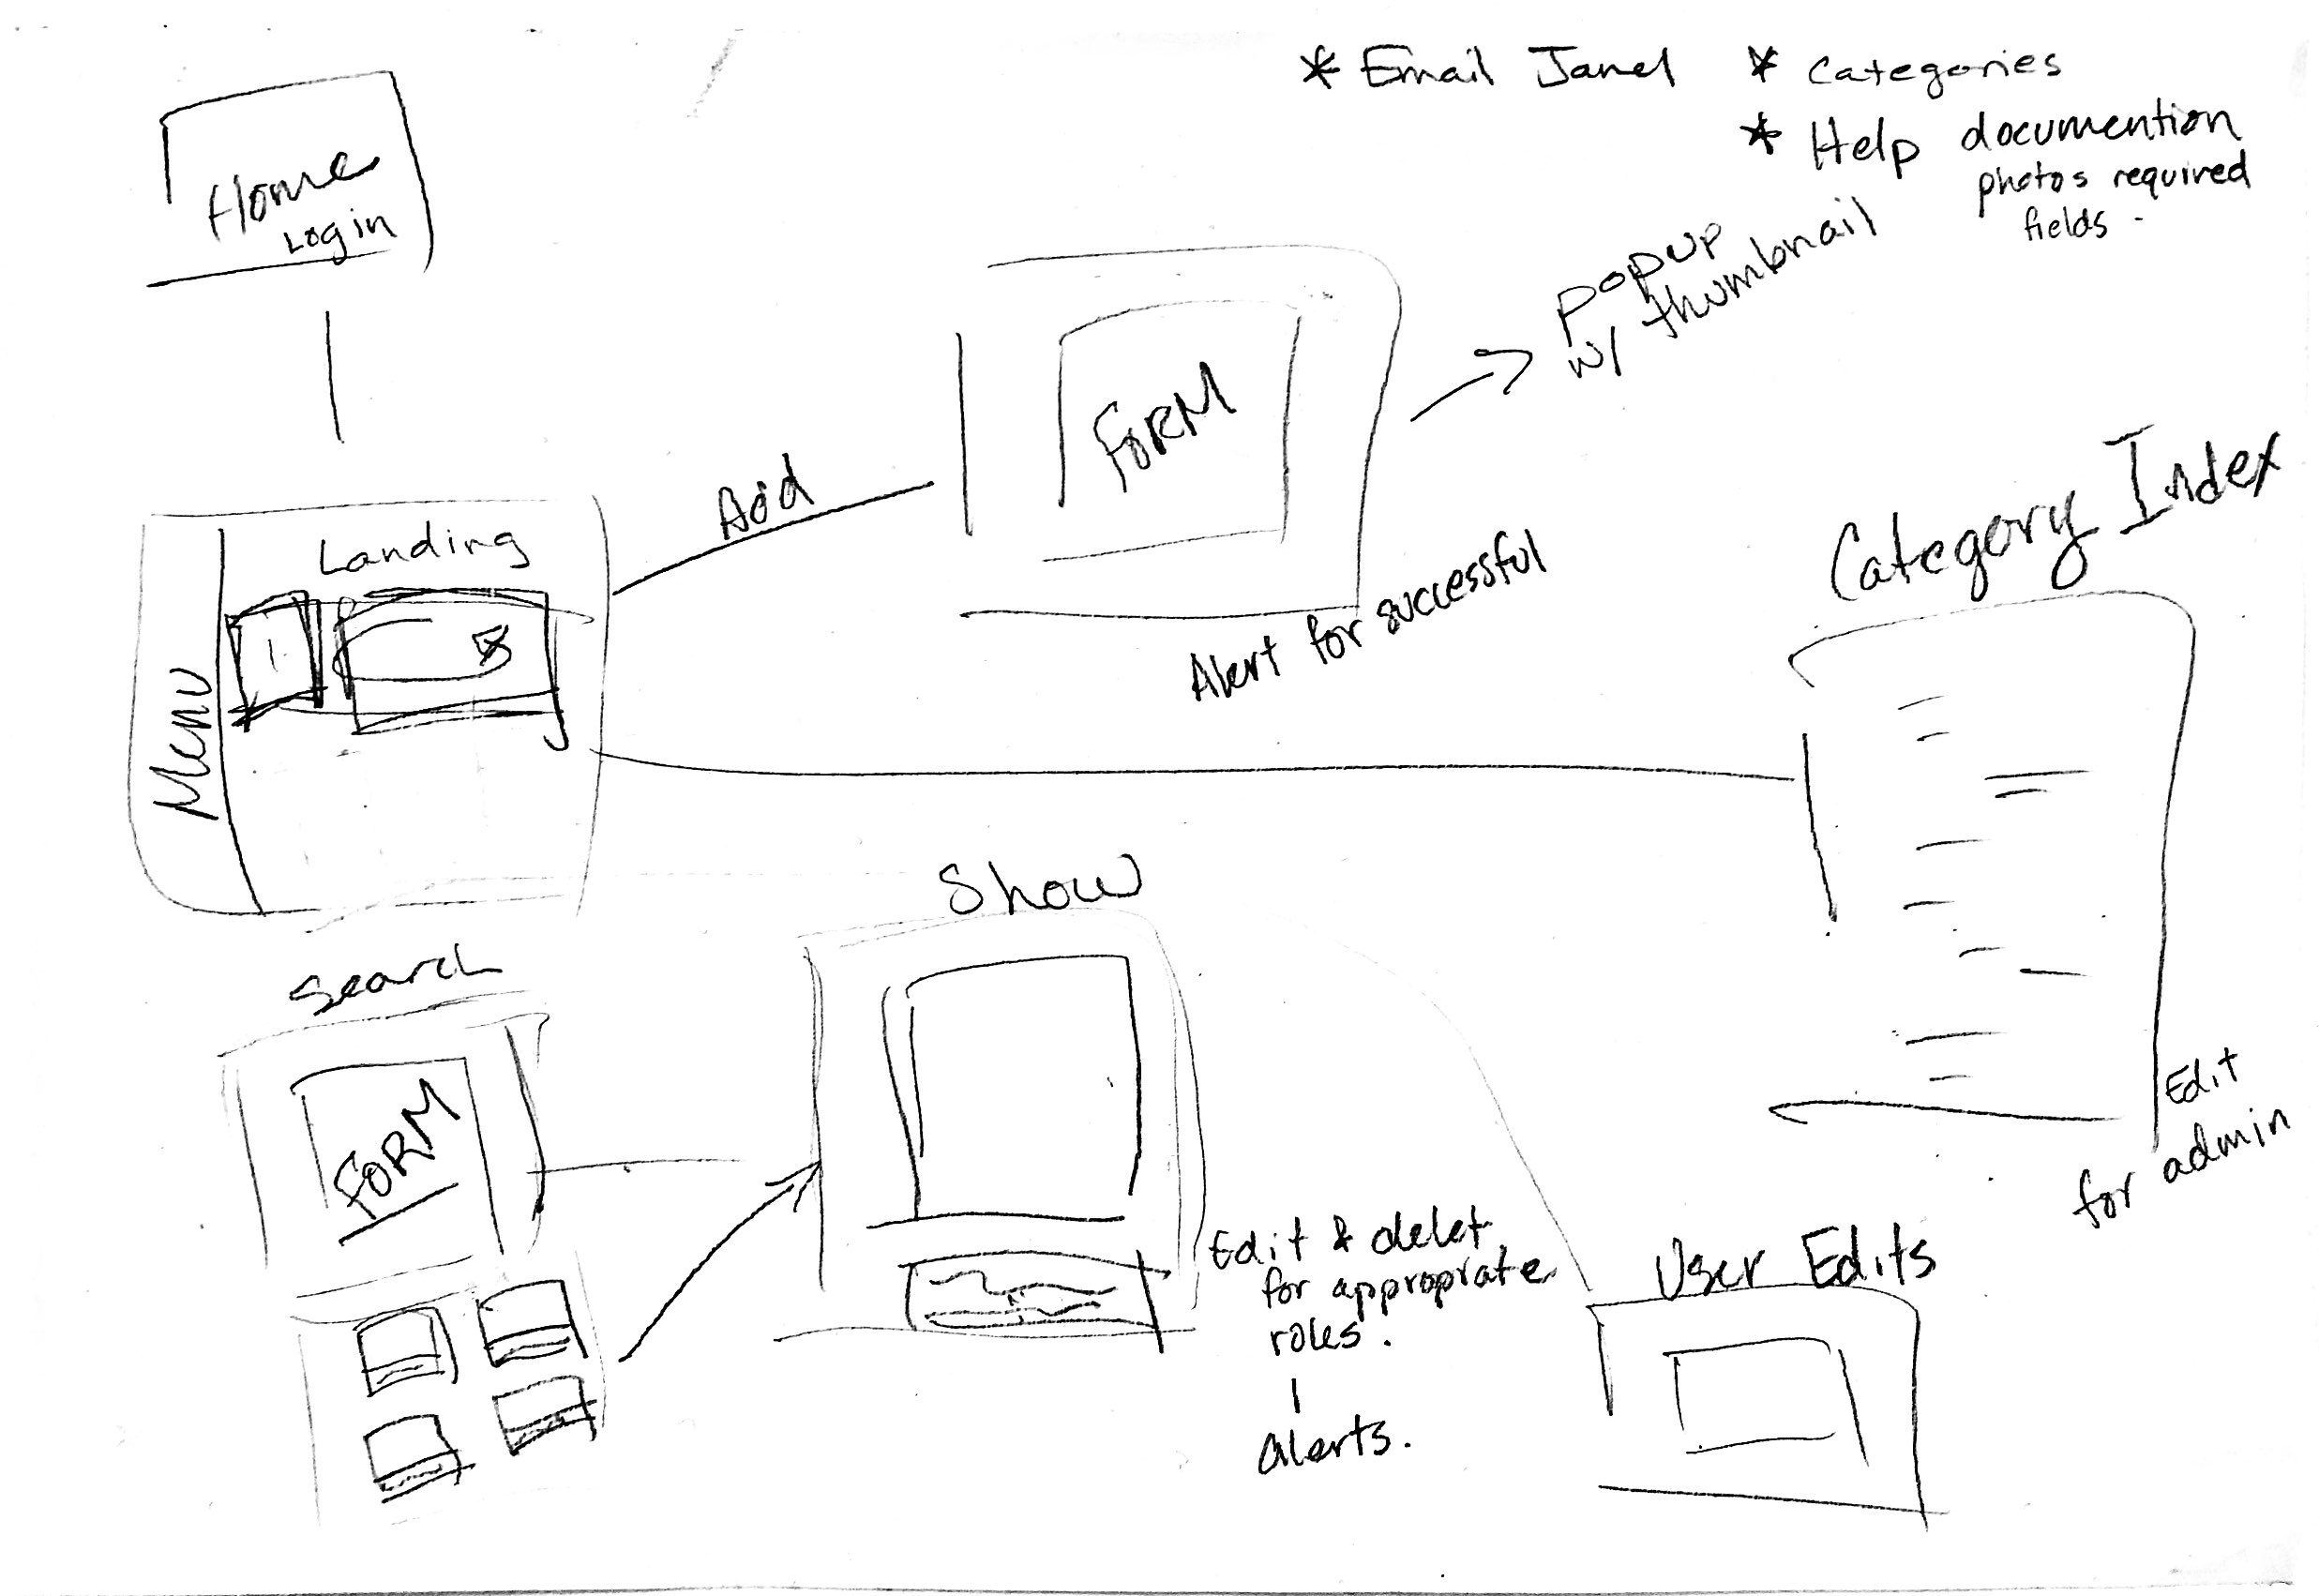 * Email Janel * Categories
* Help documention
photos required
fields -
Home
Login
popup
w/ thumbnail
FORM
Add
Landing
Menu
Alert for successful
Category Index
Show
Search
FORM
Edit
for admin
Edit & delet
for approprate
roles.
alerts.
User Edits